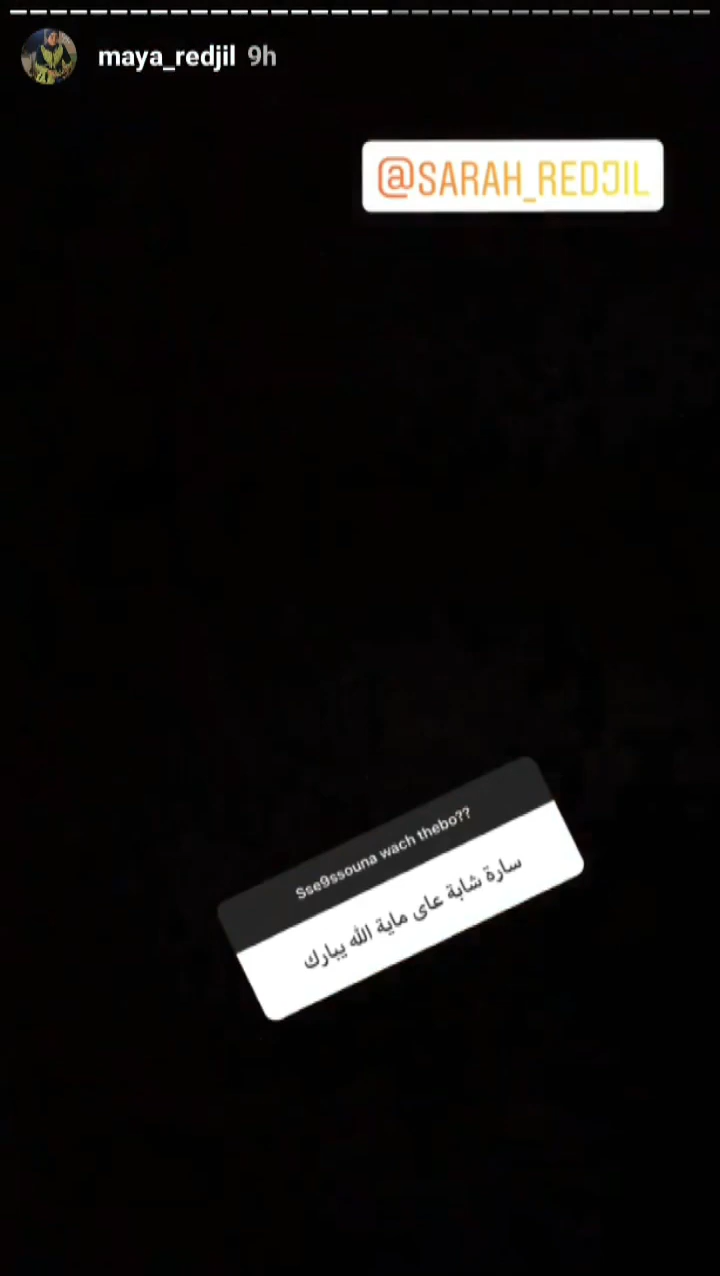 maya_redjil 9h
@SARAH_REDJIL
Sse9ssouna wach thebo??
سارة شابة عاى ماية الله يبارك